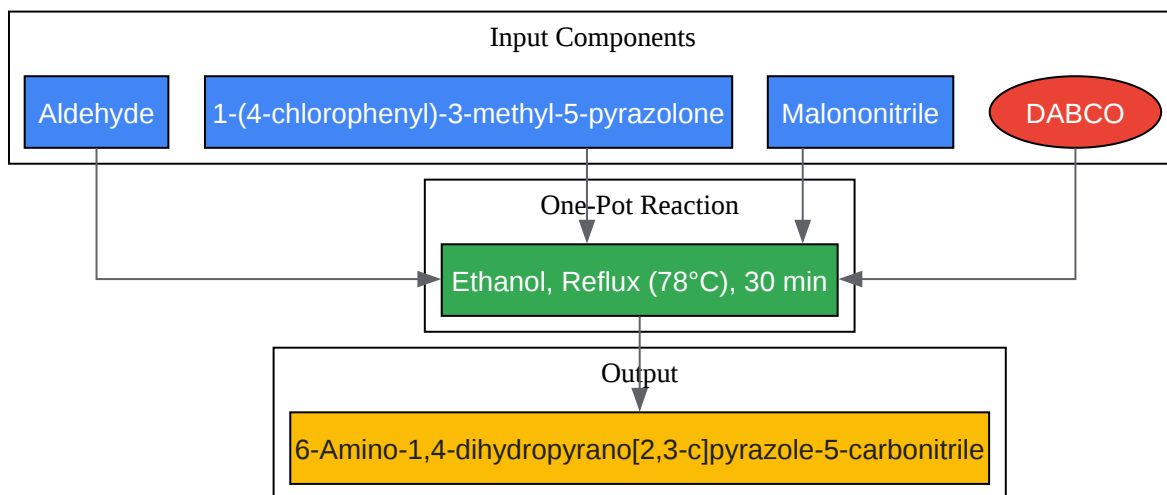 Input Components
Aldehyde
1-(4-chlorophenyl)-3-methyl-5-pyrazolone
Malononitrile
DABCO
One-Pot Reaction
Ethanol, Reflux (78°C), 30 min
Output
6-Amino-1,4-dihydropyrano[2,3-c]pyrazole-5-carbonitrile